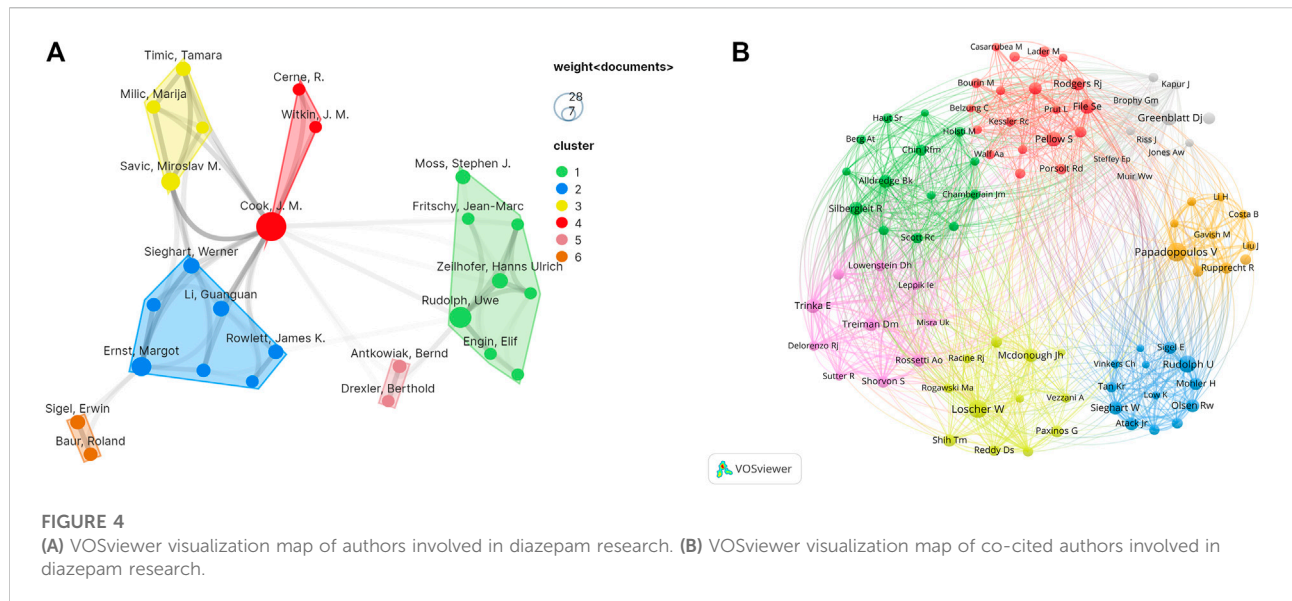 A
Timic, Tamara
Milic, Marija
Savic, Miroslav M.
Cerne, R.
Witkin, J. M.
Cook, J. M.
Moss, Stephen J.
Fritschy, Jean-Marc
Zeilhofer, Hanns Ulrich
Rudolph, Uwe
Engin, Elif
Sieghart, Werner
Li, Guanguan
Rowlett, James K.
Ernst, Margot
Antkowiak, Bernd
Drexler, Berthold
Sigel, Erwin
Baur, Roland
weight<documents>
28
7
cluster
1
2
3
4
5
6
B
Casarrubea M
Lader M
Bourin M
Rodgers Rj
Belzung C
Prut L
File Se
Kessler Rc
Pellow S
Walf Aa
Porsolt Rd
Kapur J
Brophy Gm
Greenblatt Dj
Riss J
Jones Aw
Steffey Ep
Muir Ww
Haut Sr
Holsti M
Berg At
Chin Rfm
Alldredge Bk
Chamberlain Jm
Silbergleit R
Scott Rc
Li H
Costa B
Gavish M
Liu J
Papadopoulos V
Rupprecht R
Lowenstein Dh
Leppik Ie
Trinka E
Treiman Dm
Misra Uk
Delorenzo Rj
Rossetti Ao
Sutter R
Shorvon S
Racine Rj
Mcdonough Jh
Rogawski Ma
Vezzani A
Loscher W
Paxinos G
Shih Tm
Reddy Ds
Sigel E
Vinkers Ch
Rudolph U
Tan Kr
Mohler H
Low K
Sieghart W
Olsen Rw
Atack Jr
VOSviewer
FIGURE 4
(A) VOSviewer visualization map of authors involved in diazepam research. (B) VOSviewer visualization map of co-cited authors involved in
diazepam research.